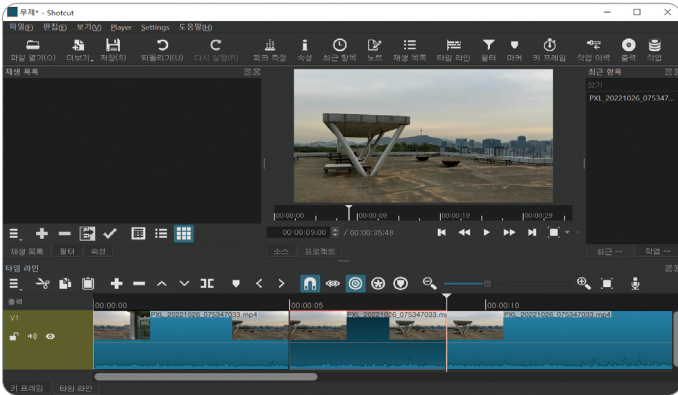 무제* - Shotcut
파일(F) 편집(E) 보기(V) Player Settings 도움말(H)
파일 열기(O) 더보기 저장(S) 되돌리기(U) 다시 실행(R) 피크 측정 속성 최근 항목 노트 재생 목록 타임 라인 필터 마커 키 프레임 작업 이력 출력 작업
재생 목록
최근 항목
찾기
PXL_20221026_075347...
00:00:00 00:00:09 00:00:19 00:00:29
00:00:09:00 / 00:00:35:48
재생 목록 필터 속성
소스 프로젝트
최근 ... 작업 ...
타임 라인
출력
00:00:00 00:00:05 00:00:10
V1
PXL_20221026_075347033.mp4 PXL_20221026_075347033.m PXL_20221026_075347033.mp4
키 프레임 타임 라인